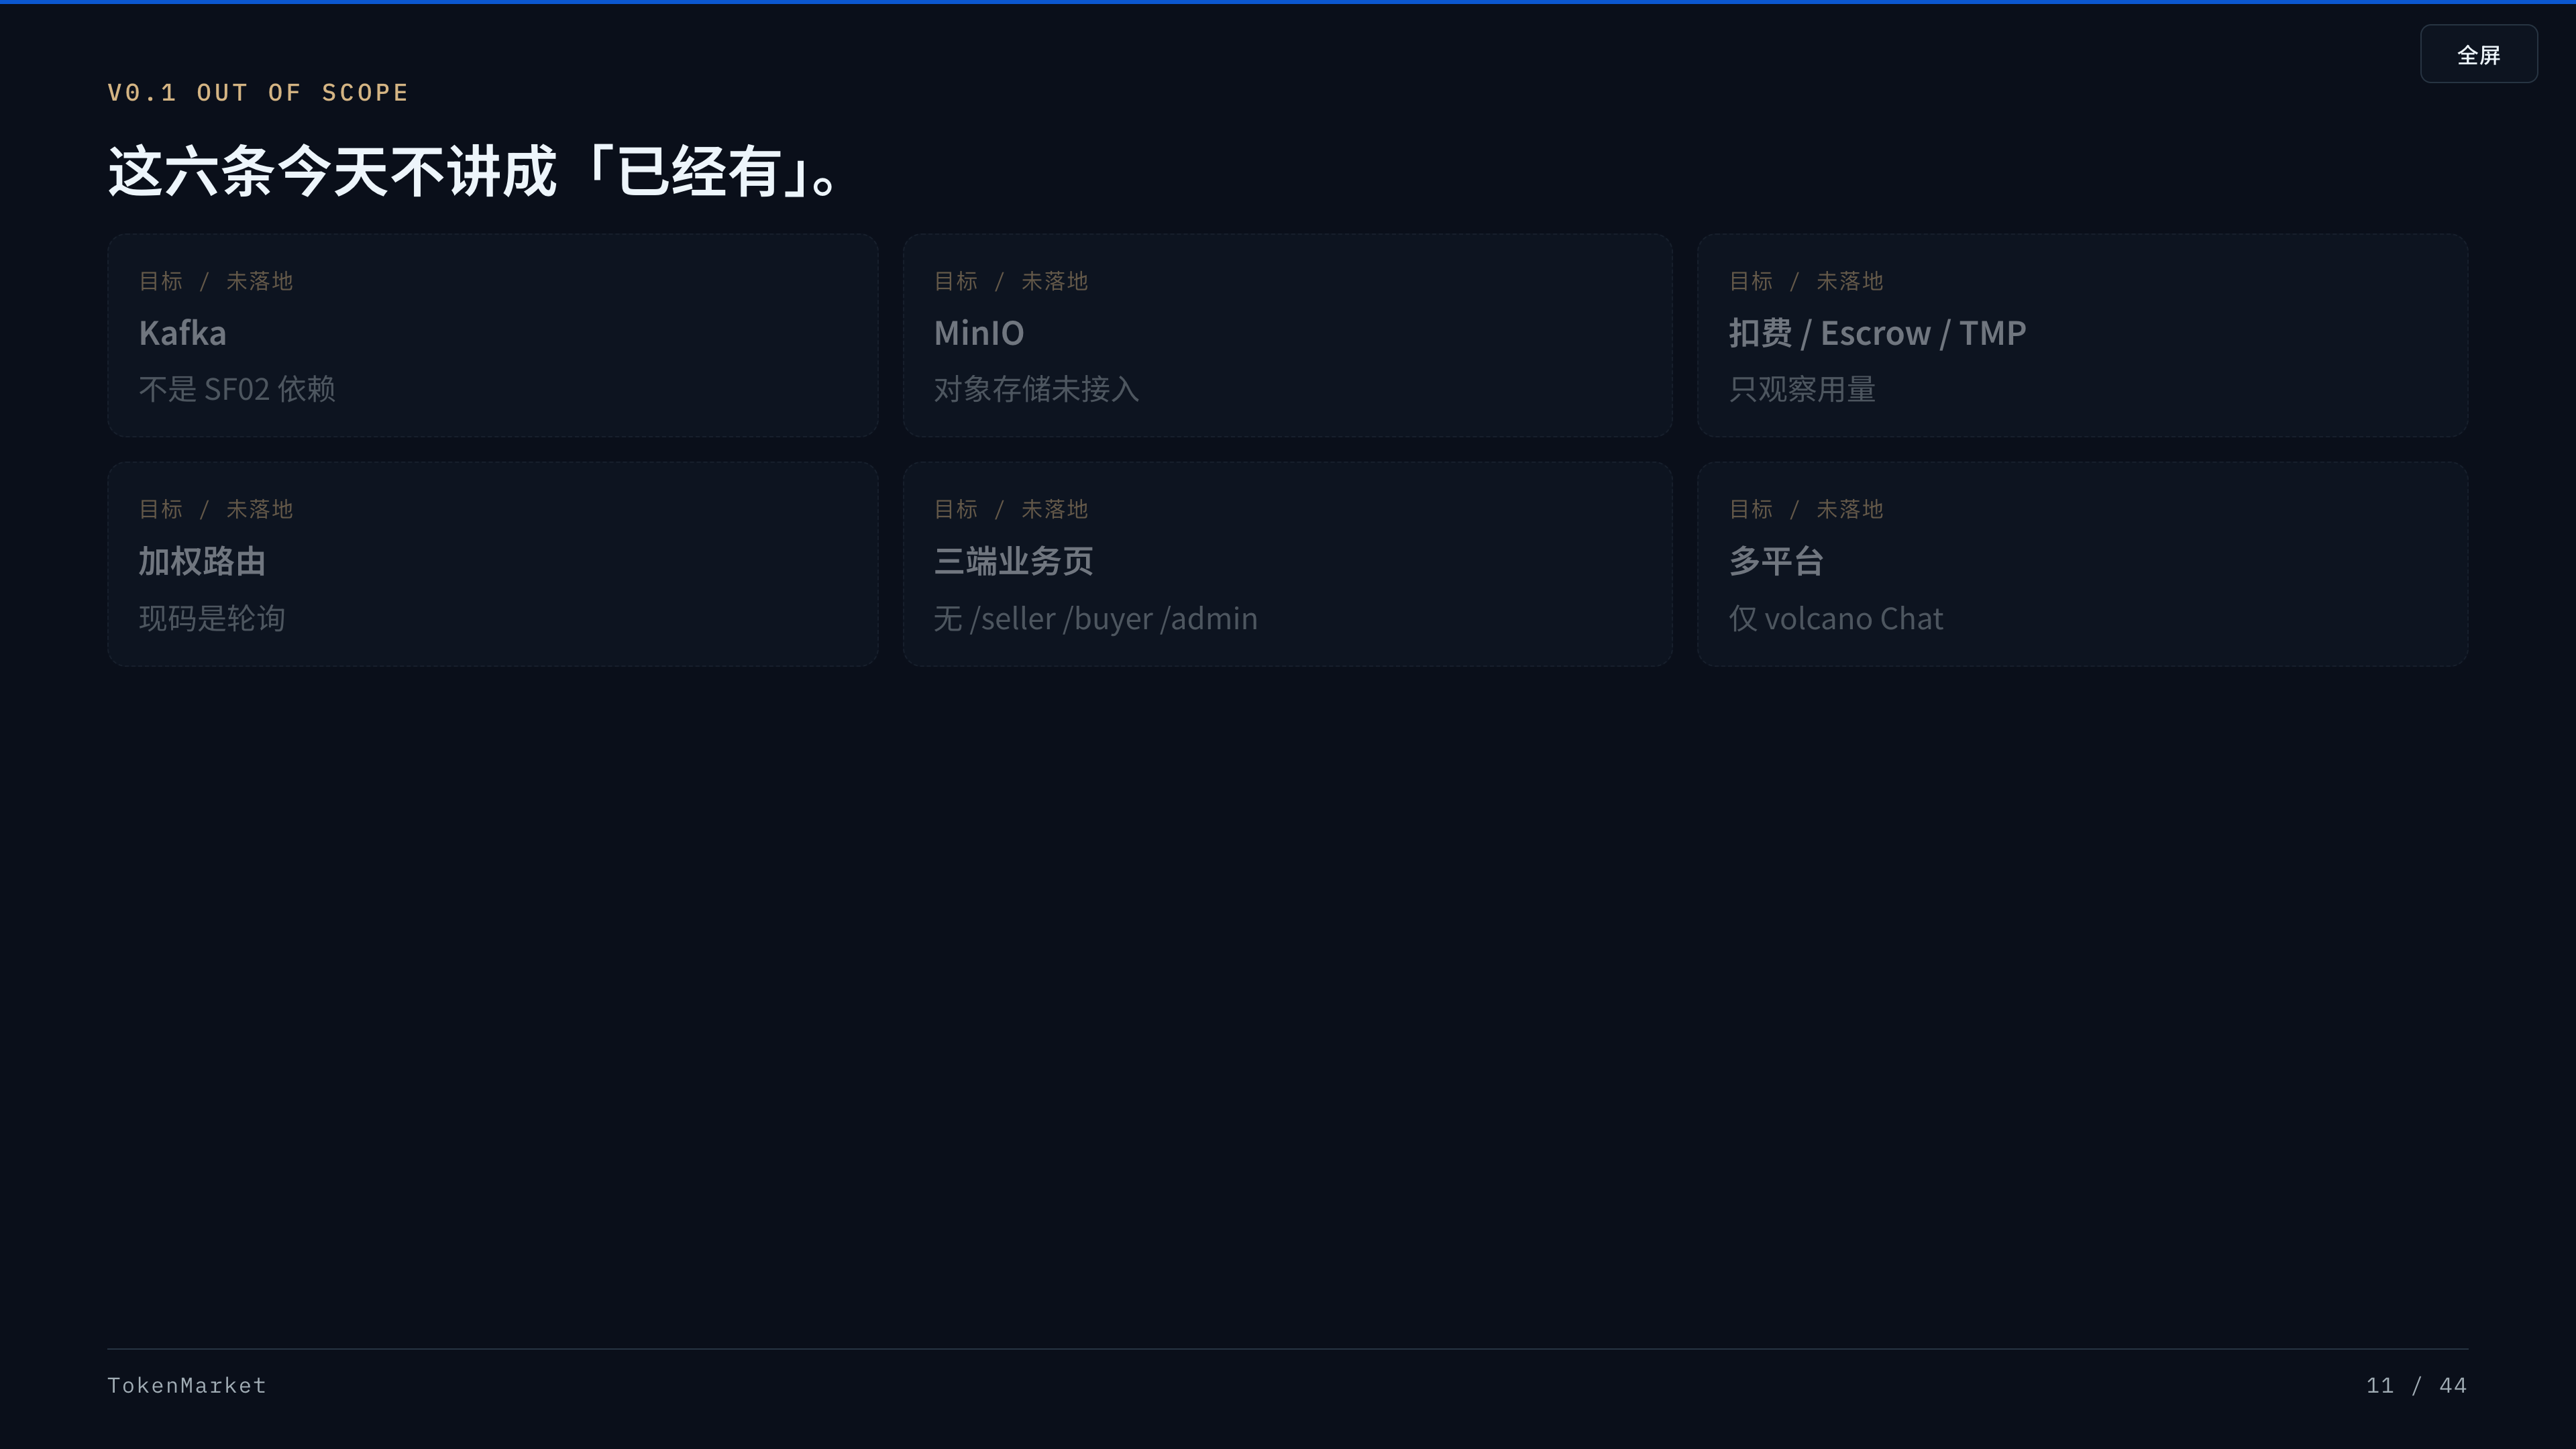 全屏
V0.1 OUT OF SCOPE
这六条今天不讲成「已经有」。
目标 / 未落地
Kafka
不是 SF02 依赖
目标 / 未落地
MinIO
对象存储未接入
目标 / 未落地
扣费 / Escrow / TMP
只观察用量
目标 / 未落地
加权路由
现码是轮询
目标 / 未落地
三端业务页
无 /seller /buyer /admin
目标 / 未落地
多平台
仅 volcano Chat
TokenMarket
11 / 44